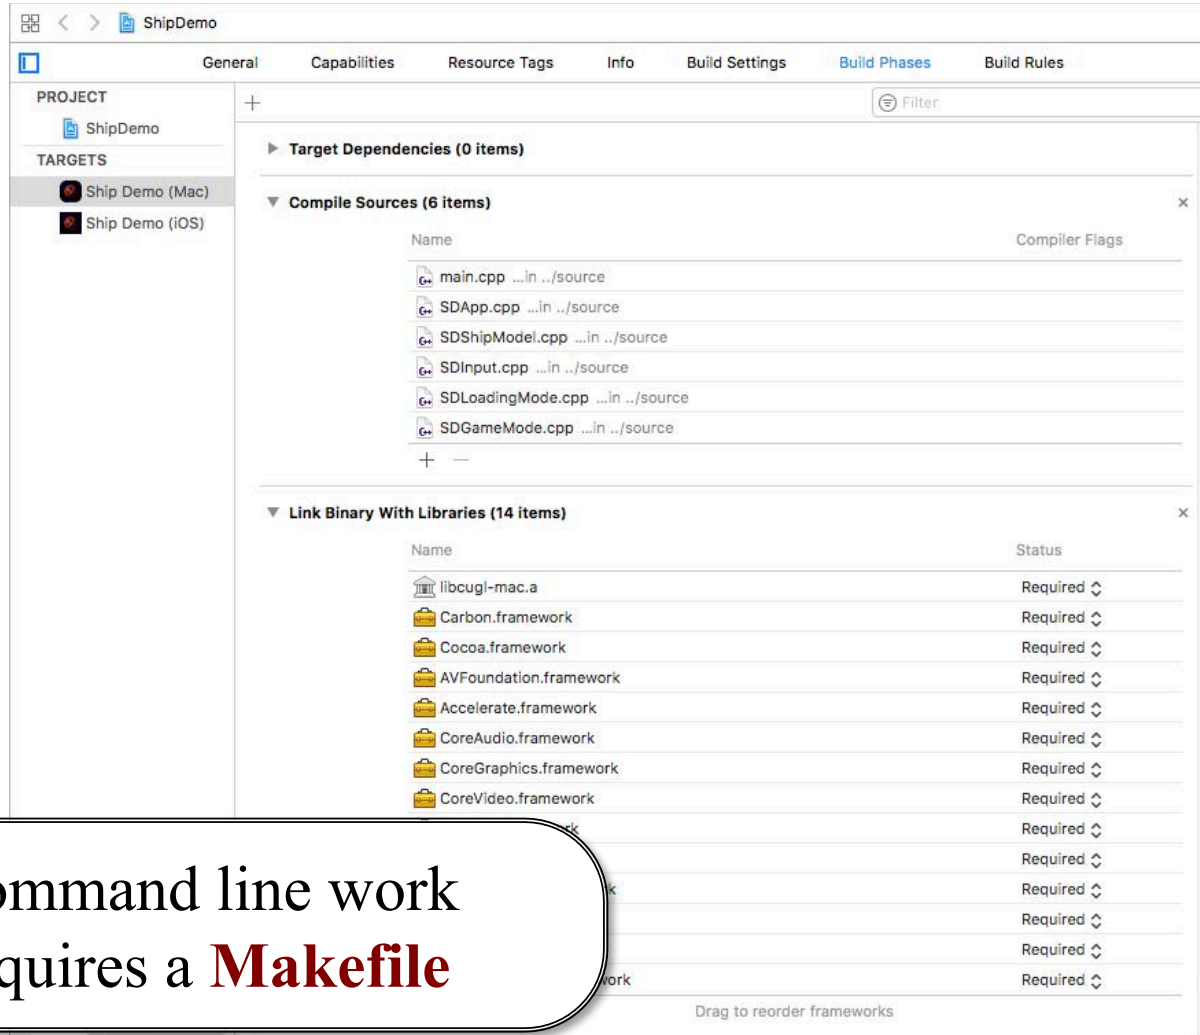 ShipDemo
General Capabilities Resource Tags Info Build Settings Build Phases Build Rules
PROJECT
ShipDemo
TARGETS
Ship Demo (Mac)
Ship Demo (iOS)
+ Filter
Target Dependencies (0 items)
Compile Sources (6 items) ×
Name Compiler Flags
main.cpp ...in ../source
SDApp.cpp ...in ../source
SDShipModel.cpp ...in ../source
SDInput.cpp ...in ../source
SDLoadingMode.cpp ...in ../source
SDGameMode.cpp ...in ../source
+ −
Link Binary With Libraries (14 items) ×
Name Status
libcugl-mac.a Required
Carbon.framework Required
Cocoa.framework Required
AVFoundation.framework Required
Accelerate.framework Required
CoreAudio.framework Required
CoreGraphics.framework Required
CoreVideo.framework Required
Required
Required
Required
Required
Required
Required
Drag to reorder frameworks
ommand line work
quires a Makefile